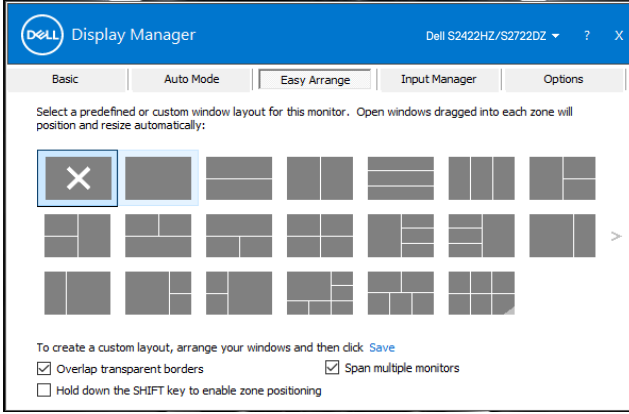 DELL Display Manager Dell S2422HZ/S2722DZ ? X
Basic Auto Mode Easy Arrange Input Manager Options
Select a predefined or custom window layout for this monitor. Open windows dragged into each zone will
position and resize automatically:
>
To create a custom layout, arrange your windows and then click Save
Overlap transparent borders Span multiple monitors
Hold down the SHIFT key to enable zone positioning